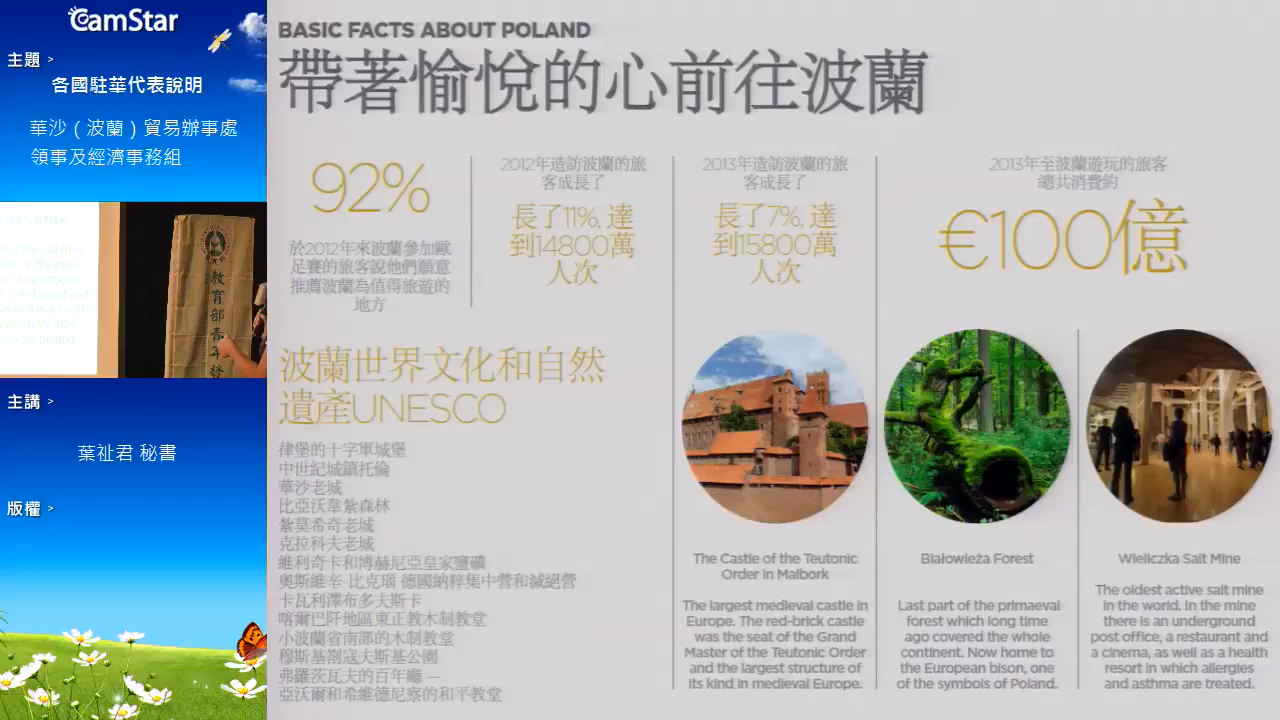 CamStar
主題 >
各國駐華代表說明
華沙（波蘭）貿易辦事處
領事及經濟事務組
教育部青年發
主講 >
葉祉君 秘書
版權 >
BASIC FACTS ABOUT POLAND
帶著愉悅的心前往波蘭
92%
於2012年來波蘭參加歐
足賽的旅客說他們願意
推薦波蘭為值得旅遊的
地方
2012年造訪波蘭的旅
客成長了
長了11%, 達
到14800萬
人次
2013年造訪波蘭的旅
客成長了
長了7%, 達
到15800萬
人次
2013年至波蘭遊玩的旅客
總共消費約
€100億
波蘭世界文化和自然
遺產UNESCO
律堡的十字軍城堡
中世紀城鎮托倫
華沙老城
比亞沃韋紮森林
紮莫希奇老城
克拉科夫老城
維利奇卡和博赫尼亞皇家鹽礦
奧斯維辛-比克瑙 德國納粹集中營和滅絕營
卡瓦利澤布多夫斯卡
喀爾巴阡地區東正教木制教堂
小波蘭省南部的木制教堂
穆斯基剳寇夫斯基公園
弗羅茨瓦夫的百年廳 —
亞沃爾和希維德尼察的和平教堂
The Castle of the Teutonic
Order in Malbork
The largest medieval castle in
Europe. The red-brick castle
was the seat of the Grand
Master of the Teutonic Order
and the largest structure of
its kind in medieval Europe.
Białowieża Forest
Last part of the primaeval
forest which long time
ago covered the whole
continent. Now home to
the European bison, one
of the symbols of Poland.
Wieliczka Salt Mine
The oldest active salt mine
in the world. In the mine
there is an underground
post office, a restaurant and
a cinema, as well as a health
resort in which allergies
and asthma are treated.